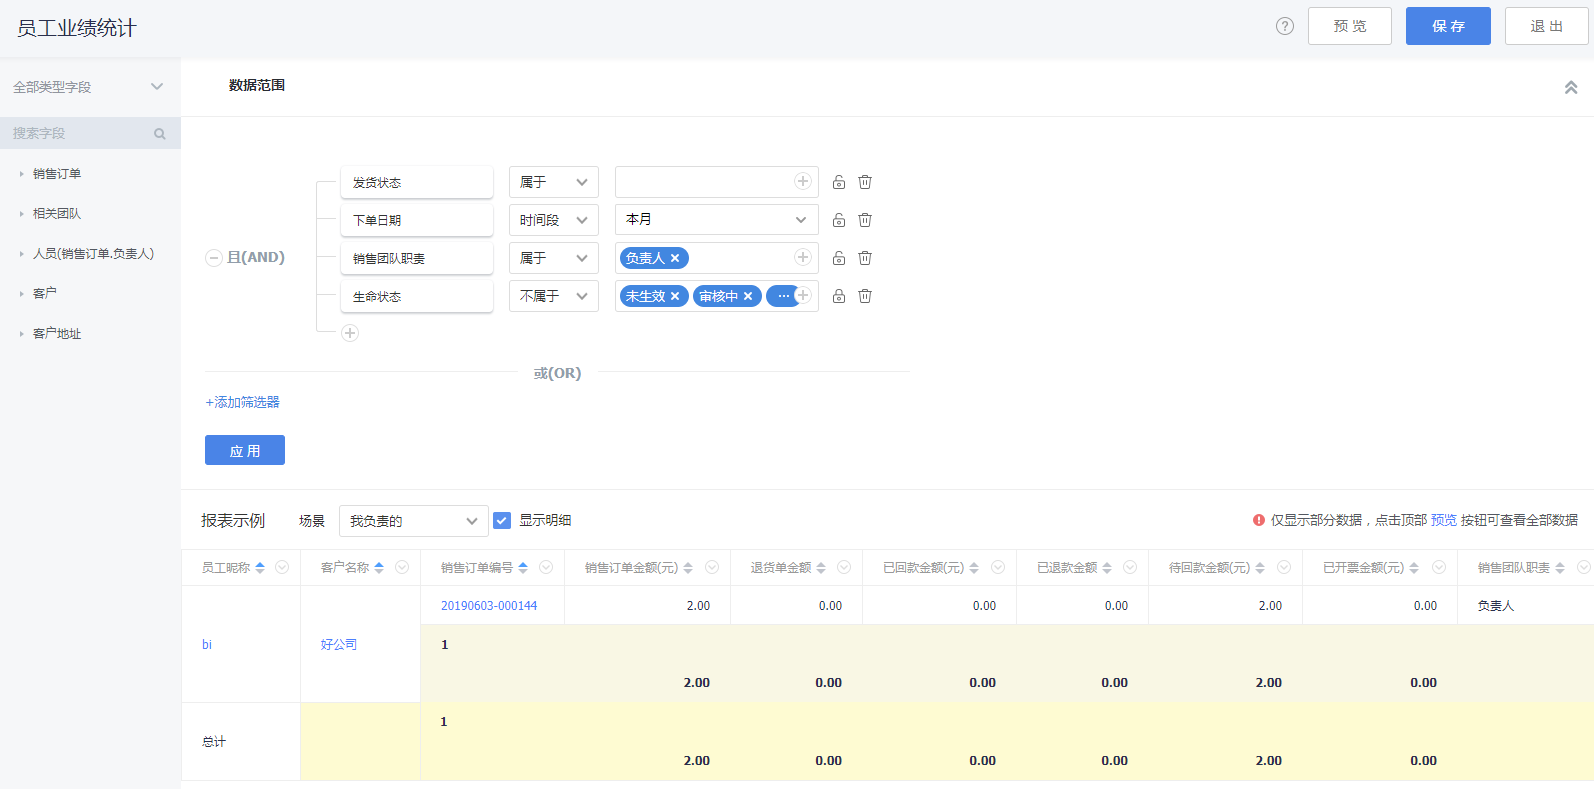 员工业绩统计
预 览
保 存
退 出
全部类型字段
数据范围
搜索字段
销售订单
相关团队
人员(销售订单.负责人)
客户
客户地址
且(AND)
发货状态 属于
下单日期 时间段 本月
销售团队职责 属于 负责人 ×
生命状态 不属于 未生效 × 审核中 × ...
或(OR)
+添加筛选器
应 用
报表示例 场景 我负责的 显示明细 仅显示部分数据，点击顶部 预览 按钮可查看全部数据
员工昵称 客户名称 销售订单编号 销售订单金额(元) 退货单金额 已回款金额(元) 已退款金额 待回款金额(元) 已开票金额(元) 销售团队职责
20190603-000144 2.00 0.00 0.00 0.00 2.00 0.00 负责人
bi 好公司 1
2.00 0.00 0.00 0.00 2.00 0.00
总计 1
2.00 0.00 0.00 0.00 2.00 0.00